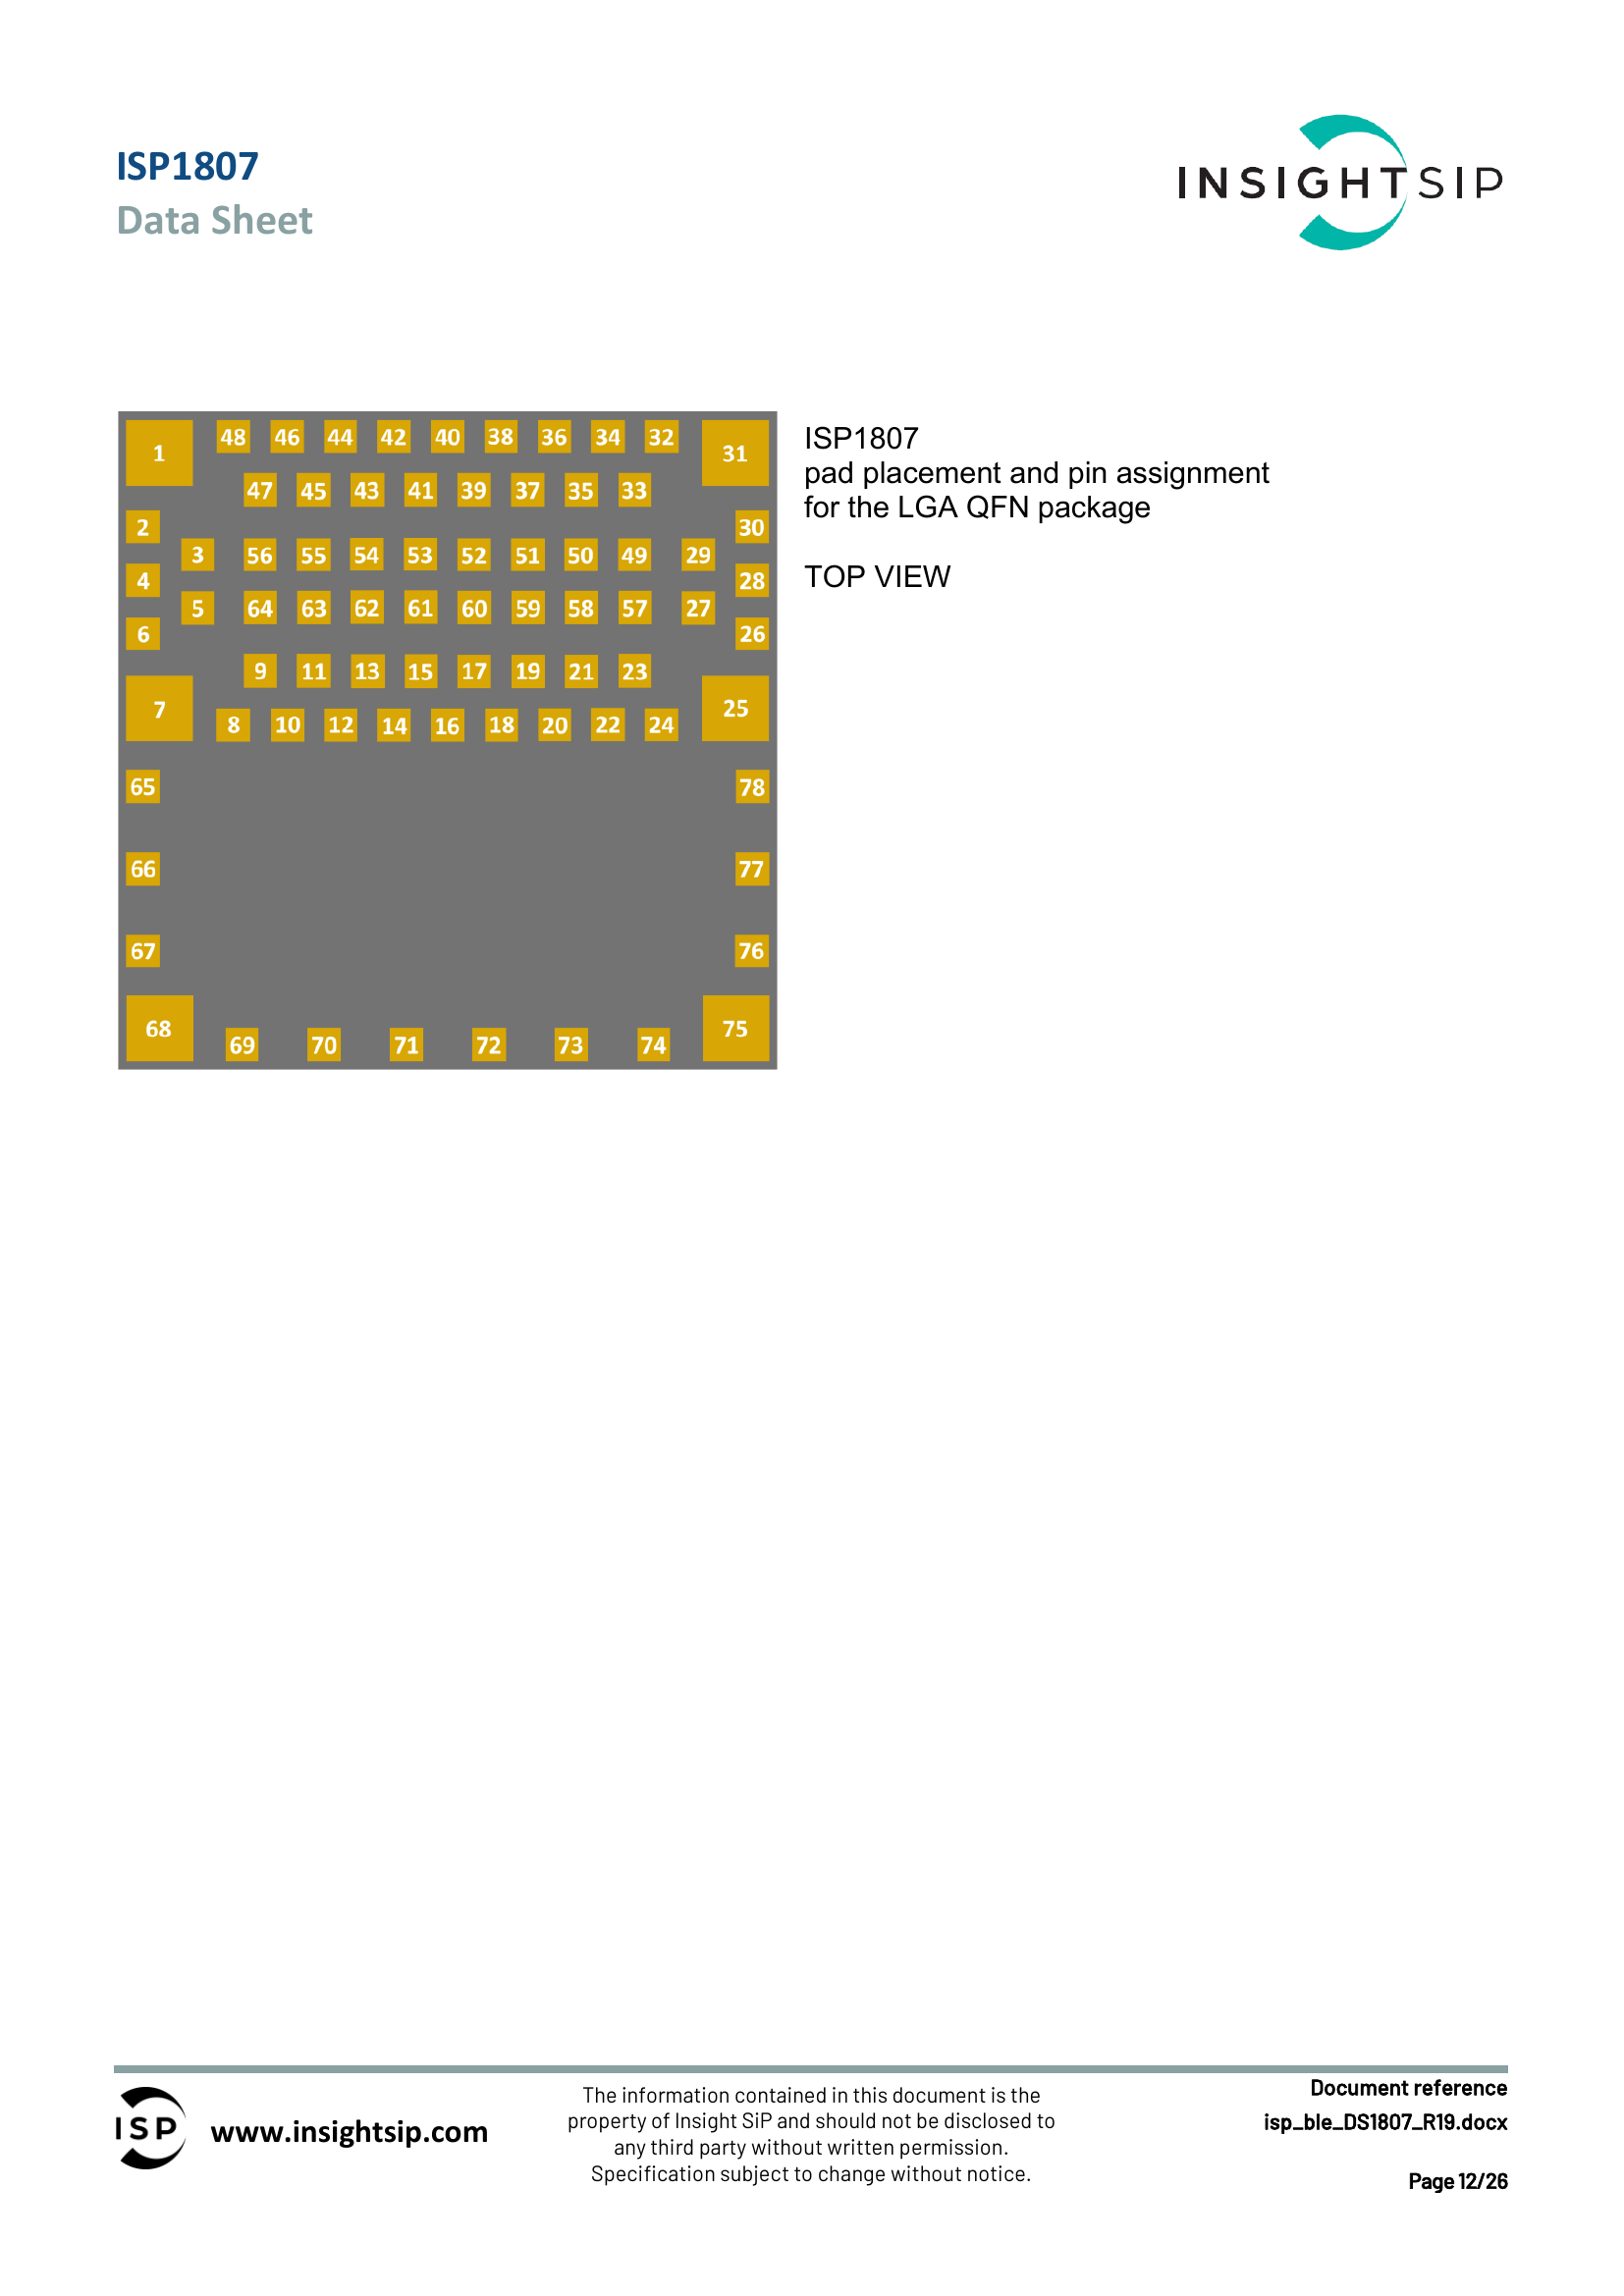 ISP1807
Data Sheet
INSIGHTSIP
1 48 46 44 42 40 38 36 34 32 31
47 45 43 41 39 37 35 33
2 30
3 56 55 54 53 52 51 50 49 29
4 28
5 64 63 62 61 60 59 58 57 27
6 26
9 11 13 15 17 19 21 23
7 25
8 10 12 14 16 18 20 22 24
65 78
66 77
67 76
68 75
69 70 71 72 73 74
ISP1807
pad placement and pin assignment
for the LGA QFN package
TOP VIEW
ISP
www.insightsip.com
The information contained in this document is the
property of Insight SiP and should not be disclosed to
any third party without written permission.
Specification subject to change without notice.
Document reference
isp_ble_DS1807_R19.docx
Page 12/26